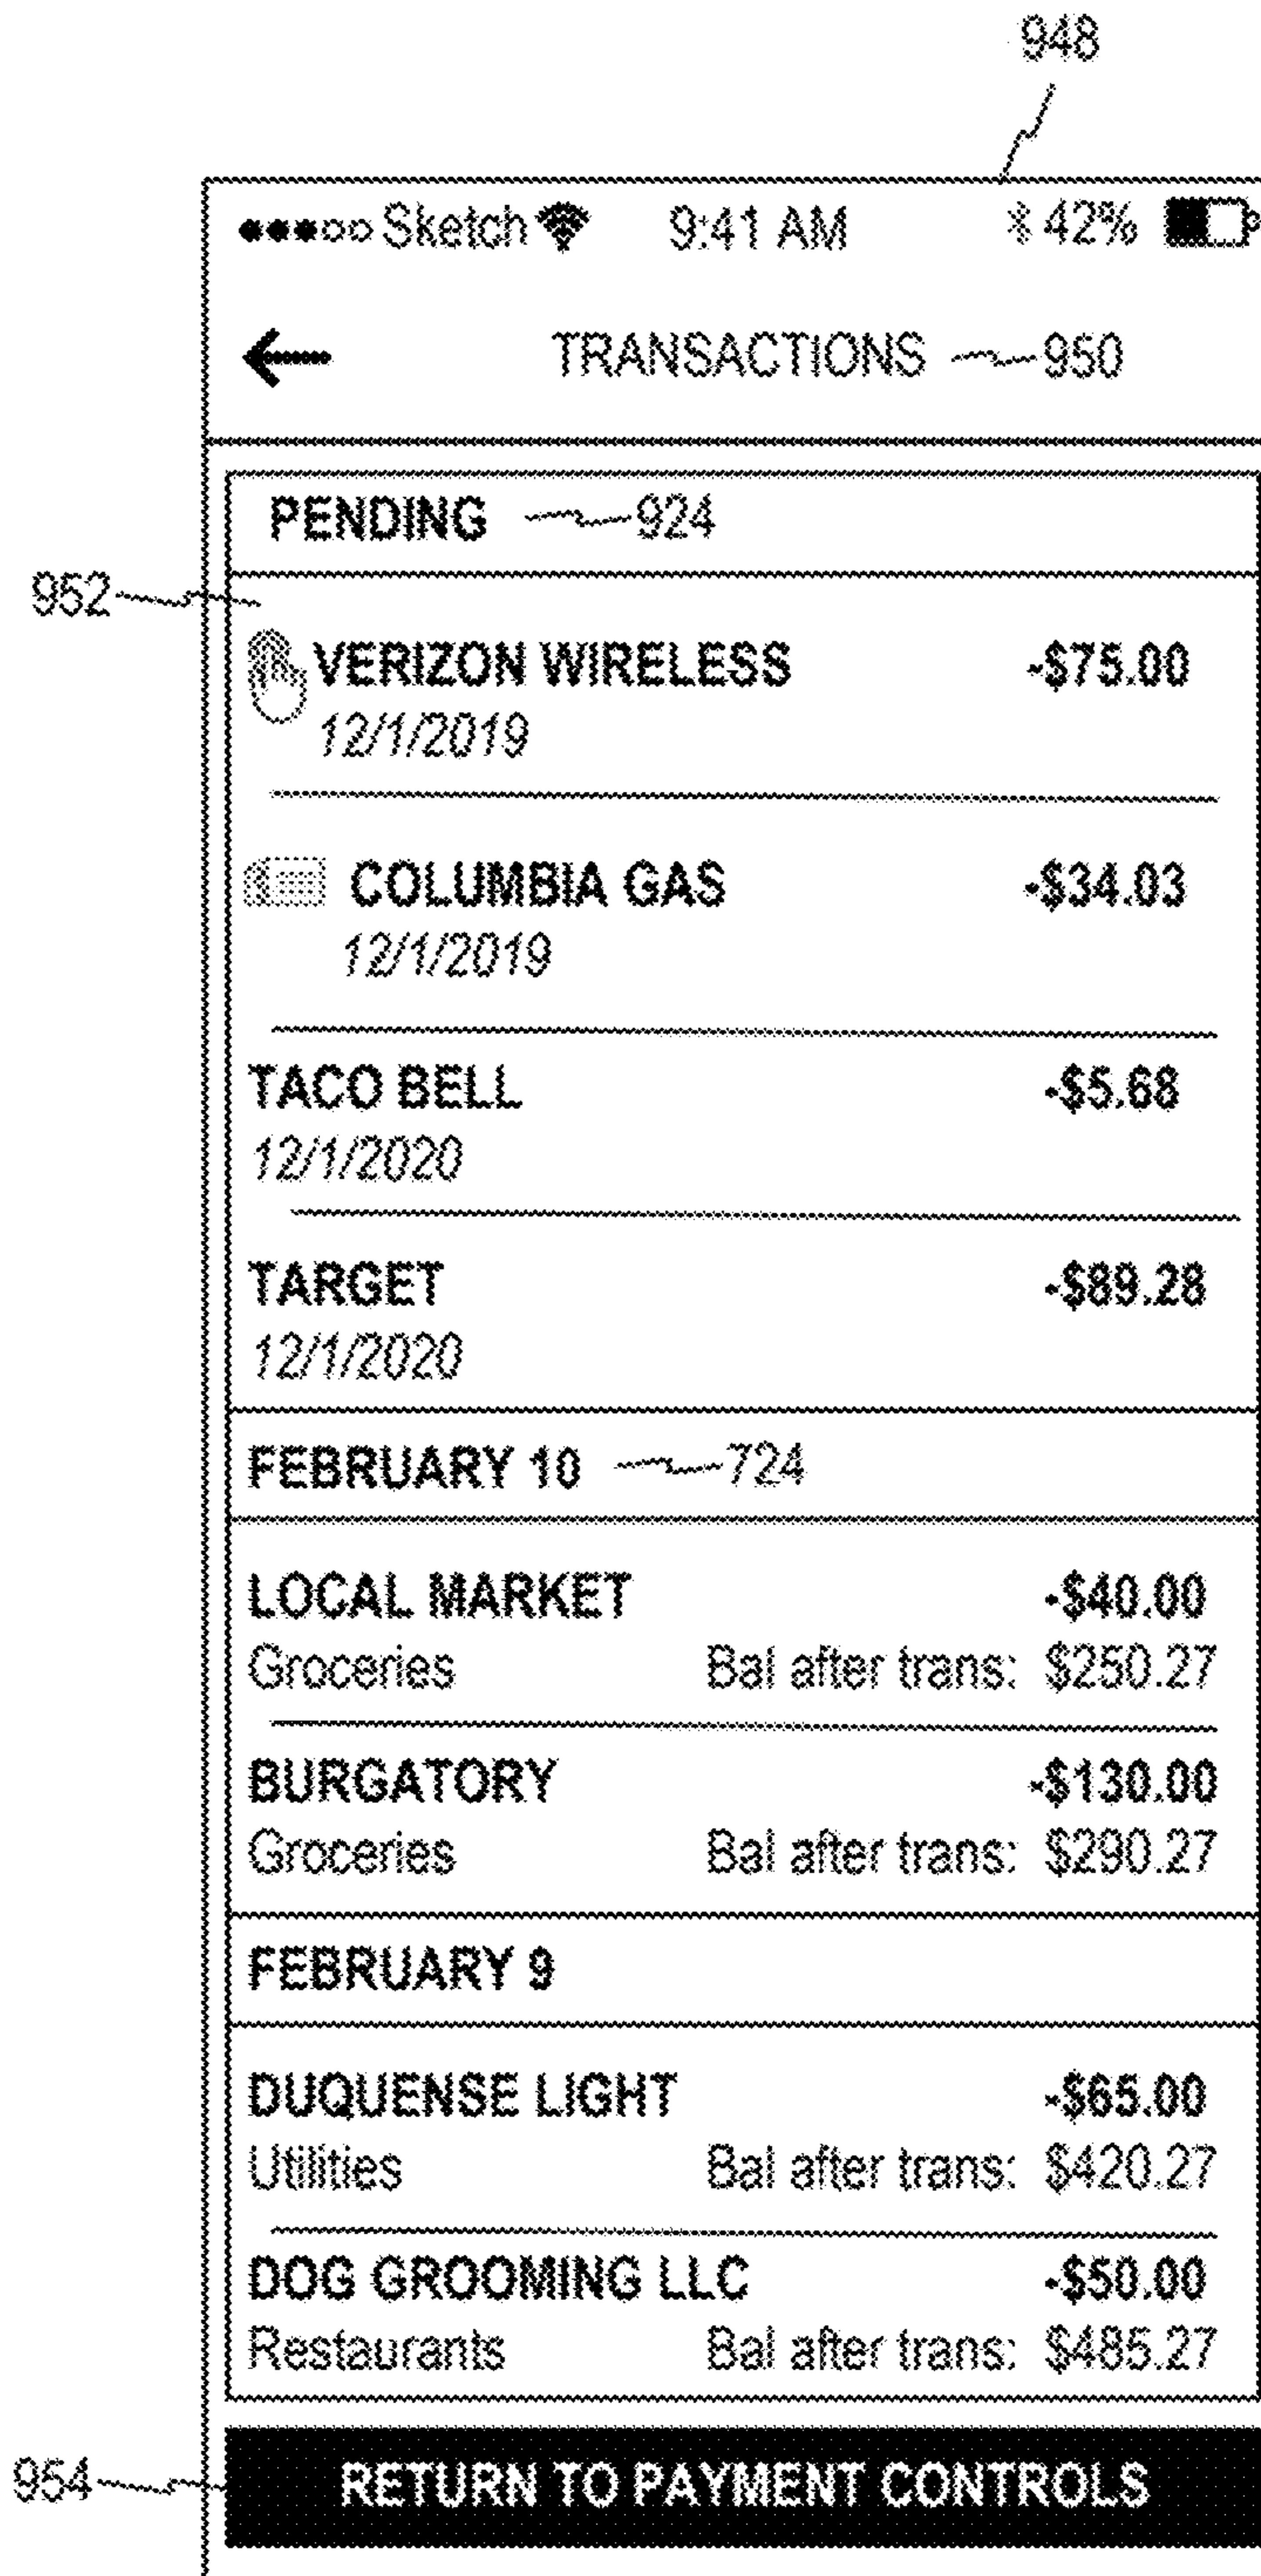 948
Sketch 9:41 AM 42%
TRANSACTIONS 950
PENDING 924
952
VERIZON WIRELESS -$75.00
12/1/2019
COLUMBIA GAS -$34.03
12/1/2019
TACO BELL -$5.68
12/1/2020
TARGET -$89.28
12/1/2020
FEBRUARY 10 724
LOCAL MARKET -$40.00
Groceries Bal after trans: $250.27
BURGATORY -$130.00
Groceries Bal after trans: $290.27
FEBRUARY 9
DUQUENSE LIGHT -$65.00
Utilities Bal after trans: $420.27
DOG GROOMING LLC -$50.00
Restaurants Bal after trans: $485.27
954 RETURN TO PAYMENT CONTROLS